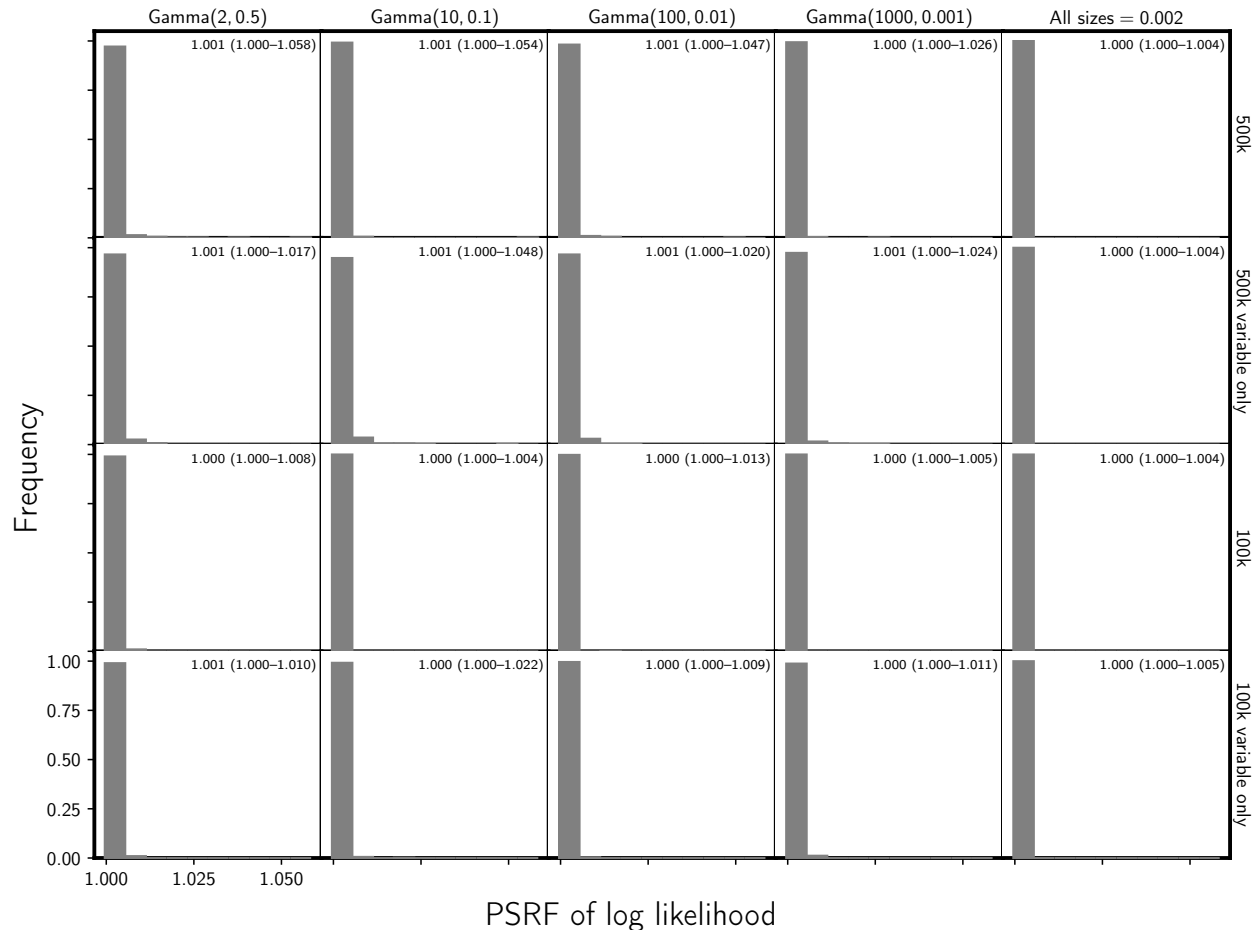 Gamma(2, 0.5) Gamma(10, 0.1) Gamma(100, 0.01) Gamma(1000, 0.001) All sizes = 0.002
1.001 (1.000–1.058) 1.001 (1.000–1.054) 1.001 (1.000–1.047) 1.000 (1.000–1.026) 1.000 (1.000–1.004)
500k
1.001 (1.000–1.017) 1.001 (1.000–1.048) 1.001 (1.000–1.020) 1.001 (1.000–1.024) 1.000 (1.000–1.004)
500k variable only
Frequency
1.000 (1.000–1.008) 1.000 (1.000–1.004) 1.000 (1.000–1.013) 1.000 (1.000–1.005) 1.000 (1.000–1.004)
100k
1.001 (1.000–1.010) 1.000 (1.000–1.022) 1.000 (1.000–1.009) 1.000 (1.000–1.011) 1.000 (1.000–1.005)
100k variable only
1.00
0.75
0.50
0.25
0.00
1.000 1.025 1.050
PSRF of log likelihood